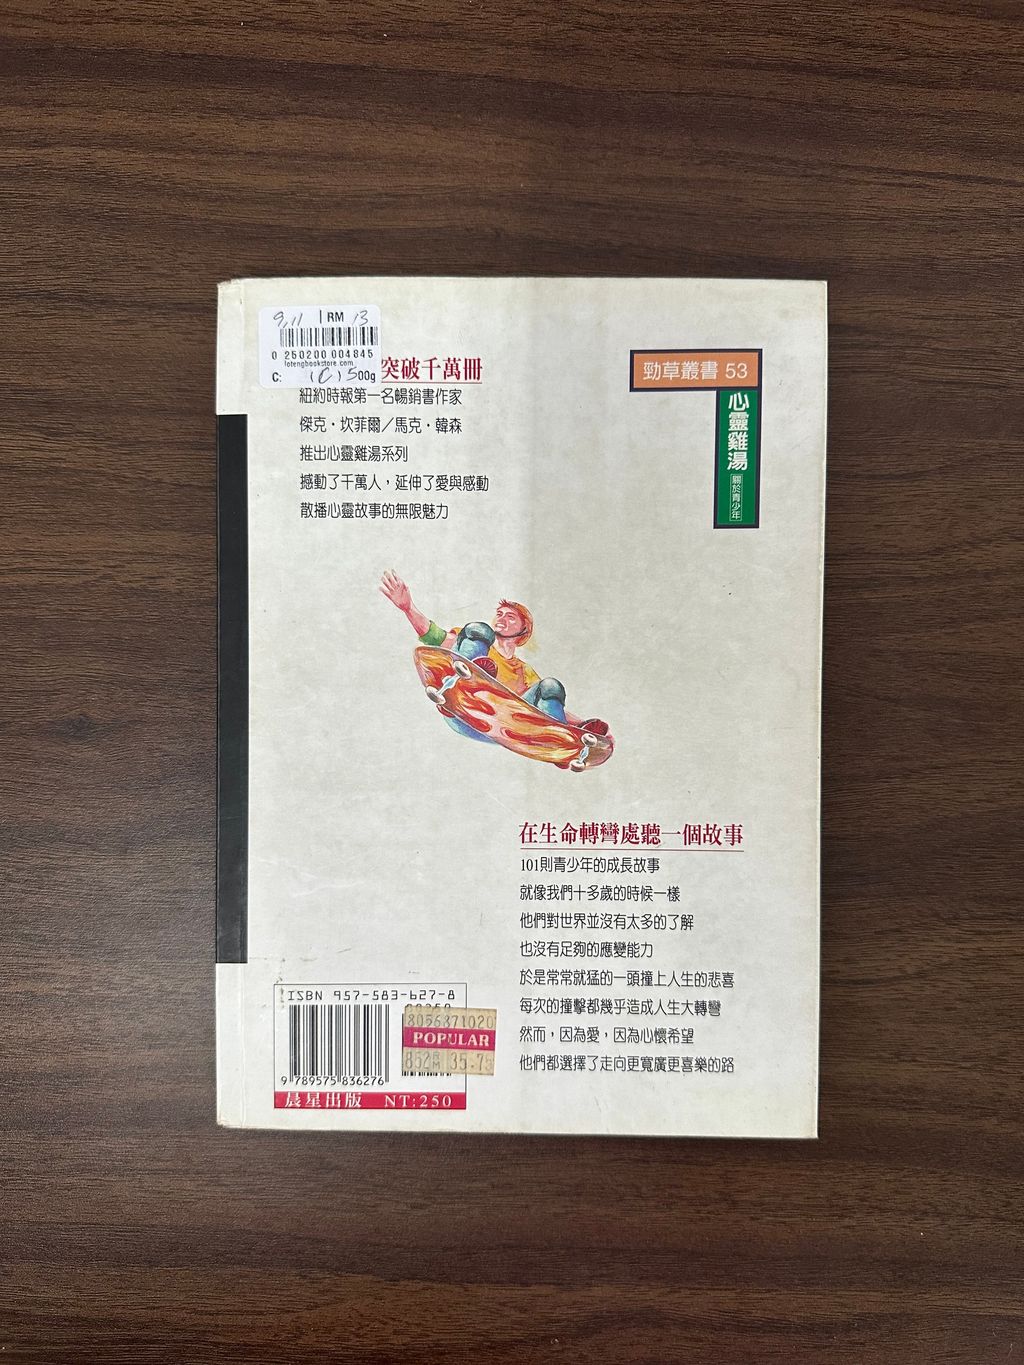 9.11 RM 13
0 250200 004845
lotengbookstore.com
C: 00g
突破千萬冊
紐約時報第一名暢銷書作家
傑克・坎菲爾／馬克・韓森
推出心靈雞湯系列
撼動了千萬人，延伸了愛與感動
散播心靈故事的無限魅力
勁草叢書 53
心靈雞湯
關於青少年
在生命轉彎處聽一個故事
101則青少年的成長故事
就像我們十多歲的時候一樣
他們對世界並沒有太多的了解
也沒有足夠的應變能力
於是常常就猛的一頭撞上人生的悲喜
每次的撞擊都幾乎造成人生大轉彎
然而，因為愛，因為心懷希望
他們都選擇了走向更寬廣更喜樂的路
ISBN 957-583-627-8
8056371020
POPULAR
852 RM 35.75
9 789575 836276
晨星出版 NT:250